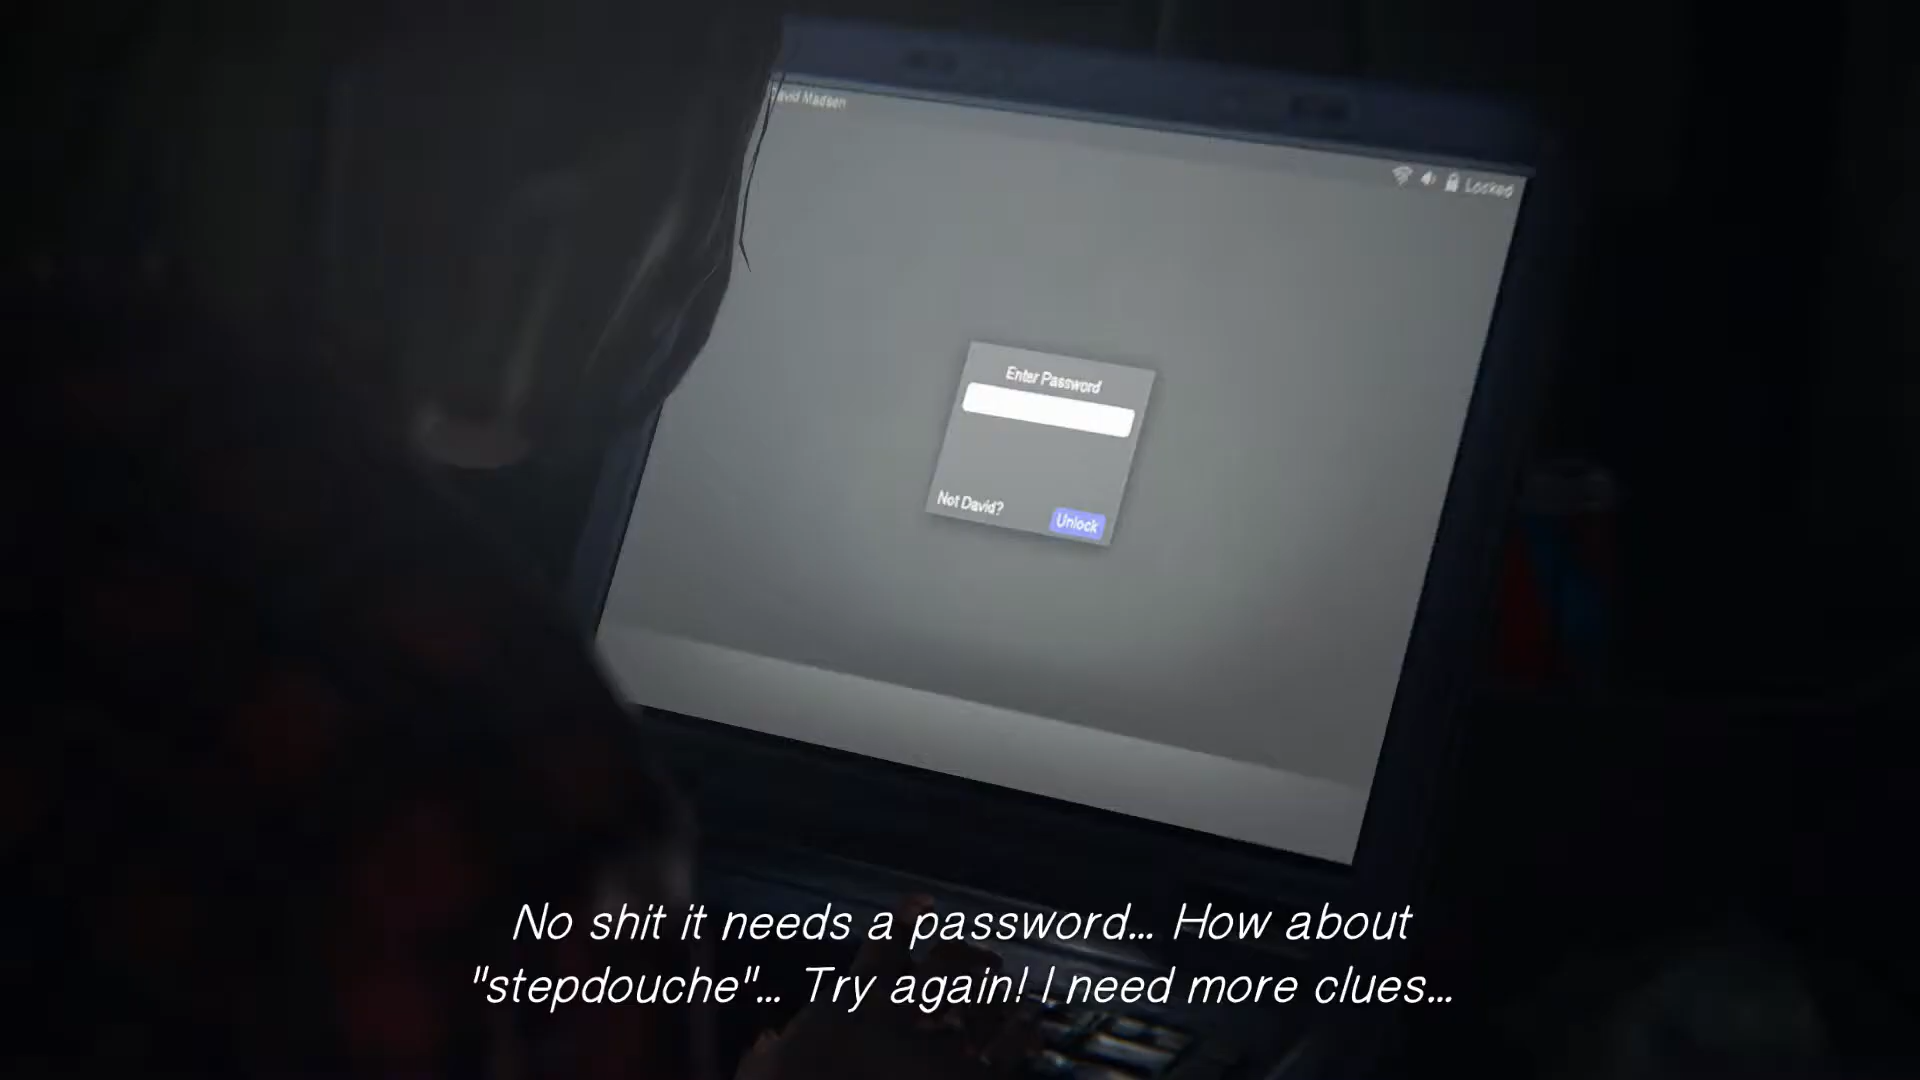 David Madsen
Locked
Enter Password
Not David?
Unlock
No shit it needs a password... How about
"stepdouche"... Try again! I need more clues...